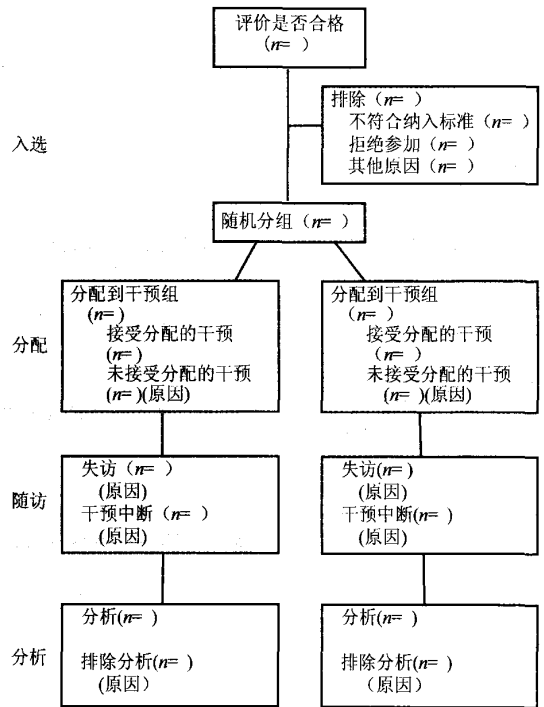 评价是否合格
(n= )
排除（n= ）
不符合纳入标准（n= ）
拒绝参加（n= ）
其他原因（n= ）
入选
随机分组（n= ）
分配到干预组
(n=)
接受分配的干预
(n=)
未接受分配的干预
(n=)(原因)
分配到干预组
（n= ）
接受分配的干预
（n= ）
未接受分配的干预
(n=)(原因)
分配
失访（n= ）
(原因)
干预中断（n= ）
(原因)
失访(n= )
(原因)
干预中断(n= )
(原因)
随访
分析(n= )
排除分析(n= )
(原因）
分析(n= )
排除分析(n= )
（原因）
分析